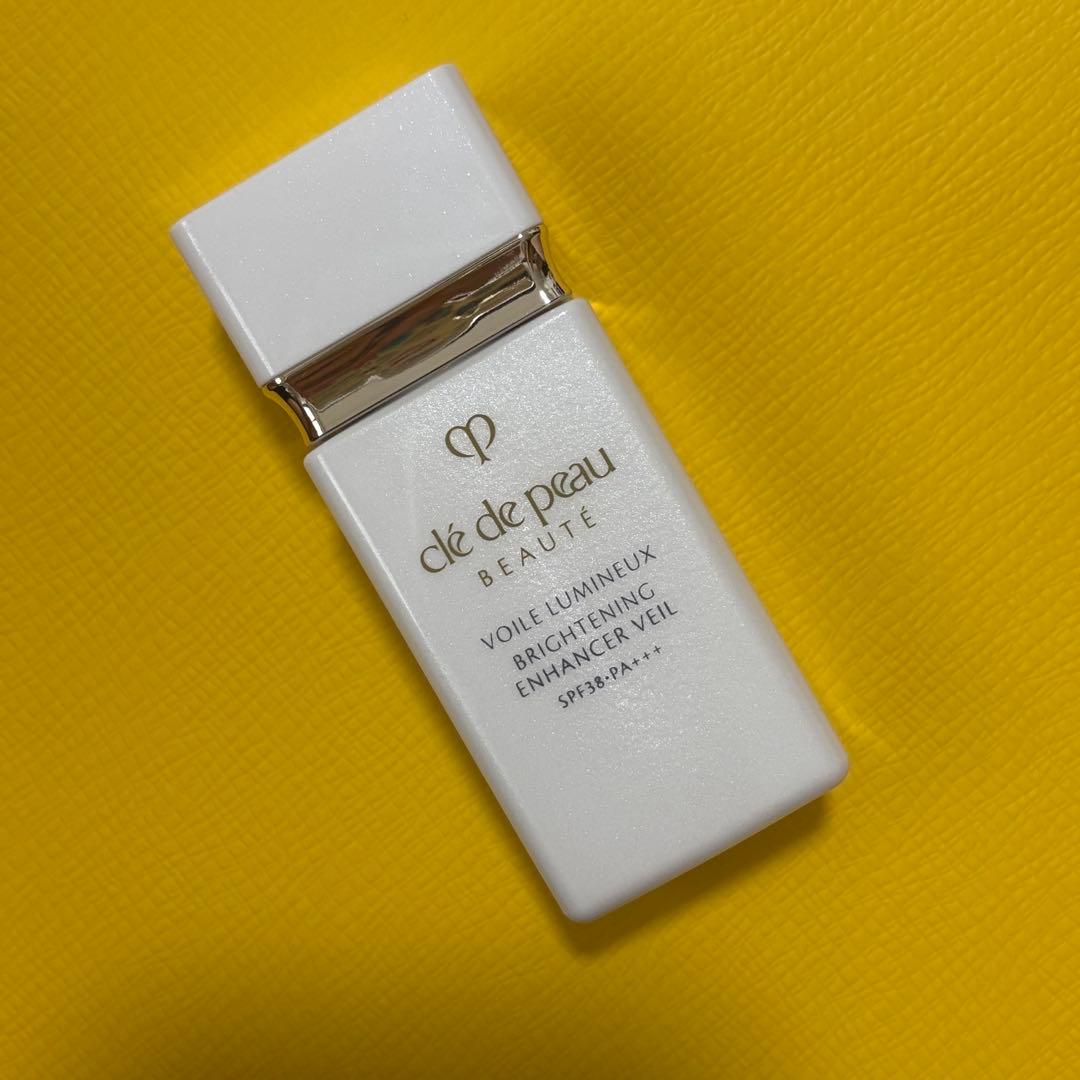 clé de peau
BEAUTÉ
VOILE LUMINEUX
BRIGHTENING
ENHANCER VEIL
SPF38·PA+++